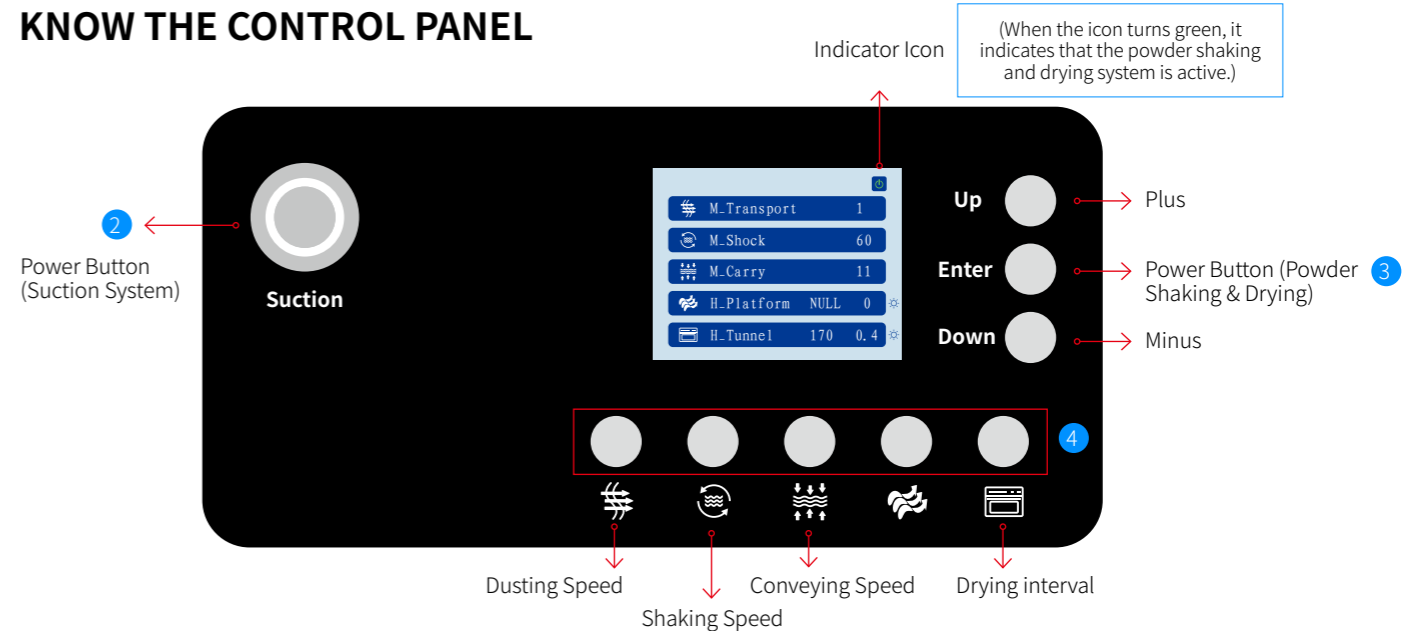 KNOW THE CONTROL PANEL
Indicator Icon
(When the icon turns green, it
indicates that the powder shaking
and drying system is active.)
2
Power Button
(Suction System)
Suction
M_Transport 1
M_Shock 60
M_Carry 11
H_Platform NULL 0
H_Tunnel 170 0.4
Up
Plus
Enter
Power Button (Powder
Shaking & Drying)
3
Down
Minus
4
Dusting Speed
Shaking Speed
Conveying Speed
Drying interval